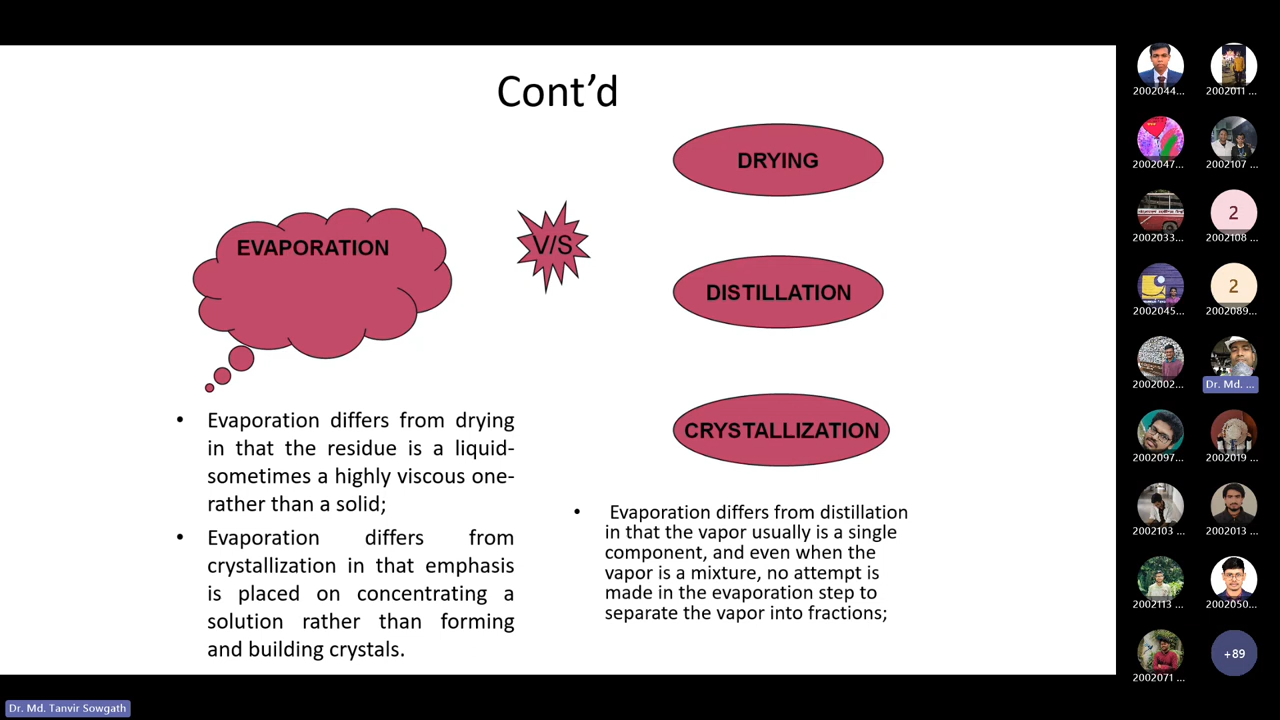 Cont’d
EVAPORATION
V/S
DRYING
DISTILLATION
CRYSTALLIZATION
• Evaporation differs from drying
in that the residue is a liquid-
sometimes a highly viscous one-
rather than a solid;
• Evaporation differs from
crystallization in that emphasis
is placed on concentrating a
solution rather than forming
and building crystals.
• Evaporation differs from distillation
in that the vapor usually is a single
component, and even when the
vapor is a mixture, no attempt is
made in the evaporation step to
separate the vapor into fractions;
2002044...
2002011 ...
2002047...
2002107 ...
2002033...
2
2002108 ...
2002045...
2
2002089...
2002002...
Dr. Md. ...
2002097...
2002019 ...
2002103 ...
2002013 ...
2002113 ...
2002050...
2002071 ...
+89
Dr. Md. Tanvir Sowgath